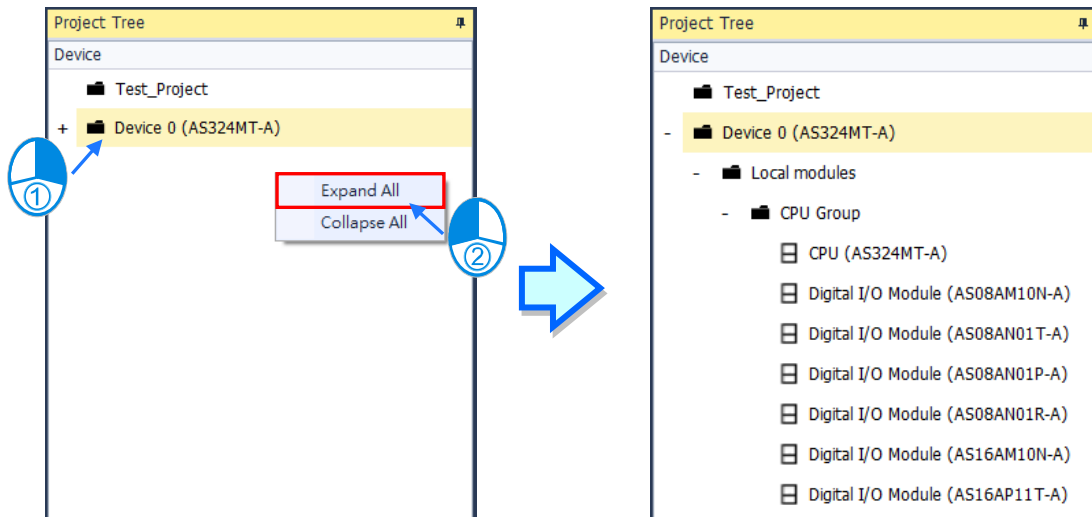 Project Tree
Device
Test_Project
+ Device 0 (AS324MT-A)
①
Expand All
Collapse All
②
Project Tree
Device
Test_Project
- Device 0 (AS324MT-A)
- Local modules
- CPU Group
CPU (AS324MT-A)
Digital I/O Module (AS08AM10N-A)
Digital I/O Module (AS08AN01T-A)
Digital I/O Module (AS08AN01P-A)
Digital I/O Module (AS08AN01R-A)
Digital I/O Module (AS16AM10N-A)
Digital I/O Module (AS16AP11T-A)